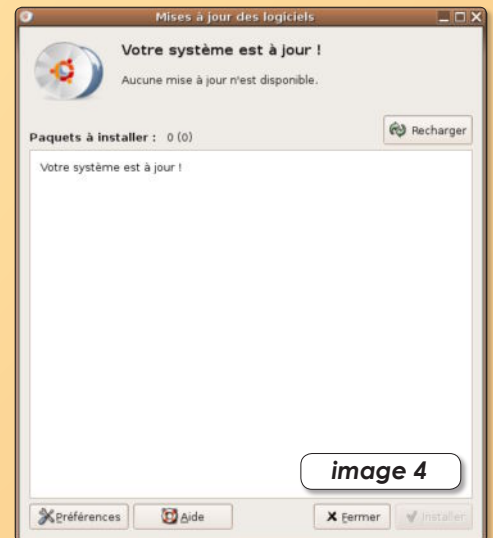 Mises à jour des logiciels
Votre système est à jour !
Aucune mise à jour n'est disponible.
Paquets à installer : 0 (0)
Recharger
Votre système est à jour !
image 4
Préférences
Aide
Fermer
Installer